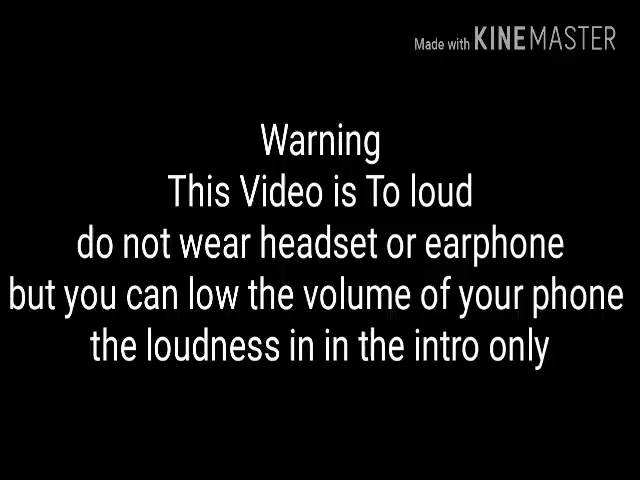 Made with KINEMASTER
Warning
This Video is To loud
do not wear headset or earphone
but you can low the volume of your phone
the loudness in in the intro only